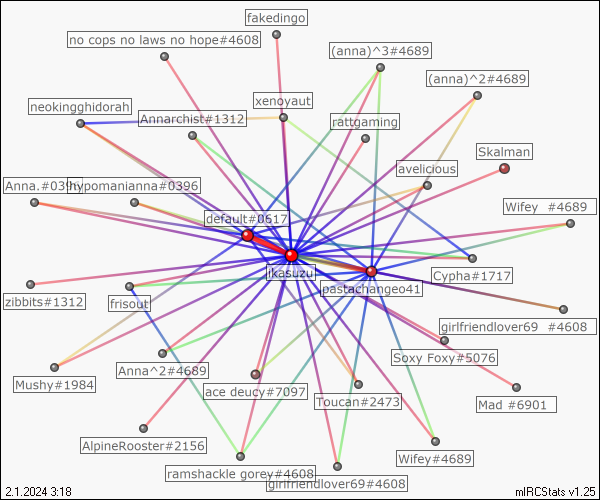 fakedingo
no cops no laws no hope#4608
(anna)^3#4689
(anna)^2#4689
neokingghidorah
xenoyaut
Annarchist#1312
rattgaming
Skalman
avelicious
Anna.#039
hypomanianna#0396
Wifey #4689
default#0617
jikasuzu
Cypha#1717
pastachangeo41
zibbits#1312
frisout
girlfriendlover69 #4608
Soxy Foxy#5076
Anna^2#4689
Mushy#1984
ace deucy#7097
Toucan#2473
Mad #6901
AlpineRooster#2156
Wifey#4689
ramshackle gorey#4608
girlfriendlover69#4608
2.1.2024 3:18
mIRCStats v1.25